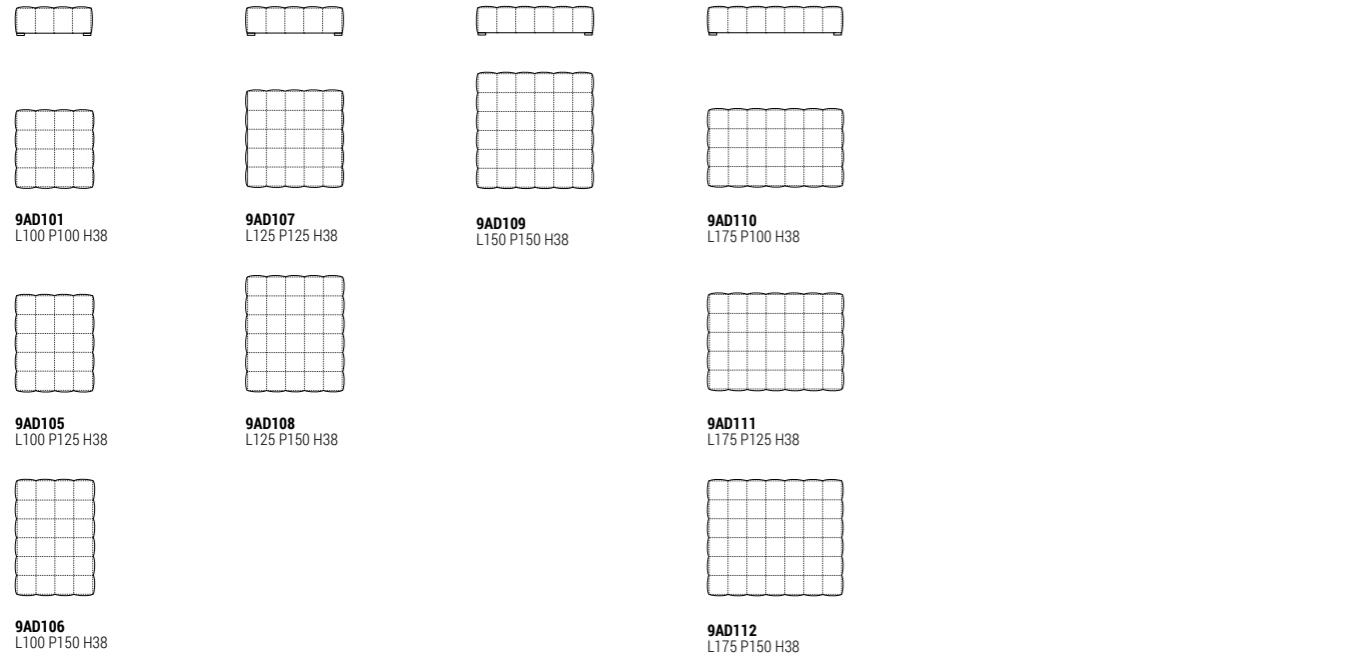 9AD101
L100 P100 H38
9AD107
L125 P125 H38
9AD109
L150 P150 H38
9AD110
L175 P100 H38
9AD105
L100 P125 H38
9AD108
L125 P150 H38
9AD111
L175 P125 H38
9AD106
L100 P150 H38
9AD112
L175 P150 H38